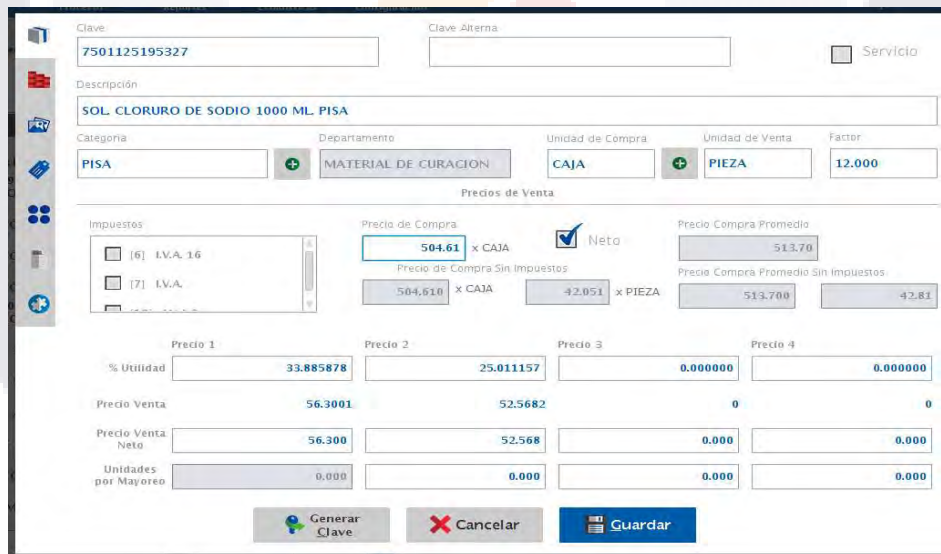 Procesos Reportes Estadísticas Configuración
Clave Clave Alterna
7501125195327
Servicio
Descripción
SOL. CLORURO DE SODIO 1000 ML. PISA
Categoria Departamento Unidad de Compra Unidad de Venta Factor
PISA MATERIAL DE CURACION CAJA PIEZA 12.000
Precios de Venta
Impuestos Precio de Compra Precio Compra Promedio
[6] I.V.A. 16 504.61 x CAJA Neto 513.70
Precio de Compra Sin Impuestos Precio Compra Promedio Sin Impuestos
[7] I.V.A. 504.610 x CAJA 42.051 x PIEZA 513.700 42.81
Precio 1 Precio 2 Precio 3 Precio 4
% Utilidad 33.885878 25.011157 0.000000 0.000000
Precio Venta 56.3001 52.5682 0 0
Precio Venta
Neto 56.300 52.568 0.000 0.000
Unidades
por Mayoreo 0.000 0.000 0.000 0.000
Generar
Clave
Cancelar Guardar